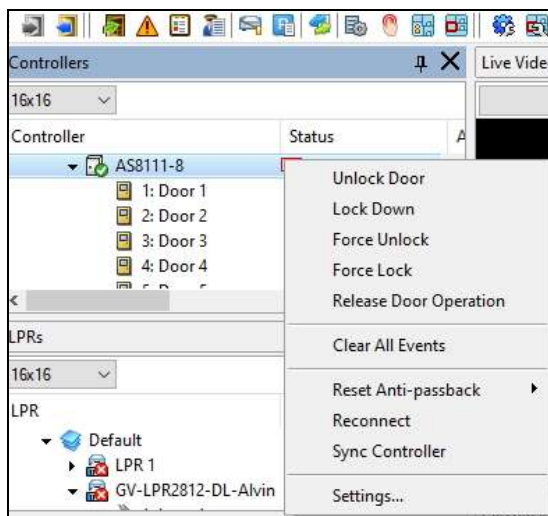 Controllers
Live Vide
16x16
Controller Status A
AS8111-8
1: Door 1
2: Door 2
3: Door 3
4: Door 4
Unlock Door
Lock Down
Force Unlock
Force Lock
Release Door Operation
Clear All Events
Reset Anti-passback
Reconnect
Sync Controller
Settings...
LPRs
16x16
LPR
Default
LPR 1
GV-LPR2812-DL-Alvin